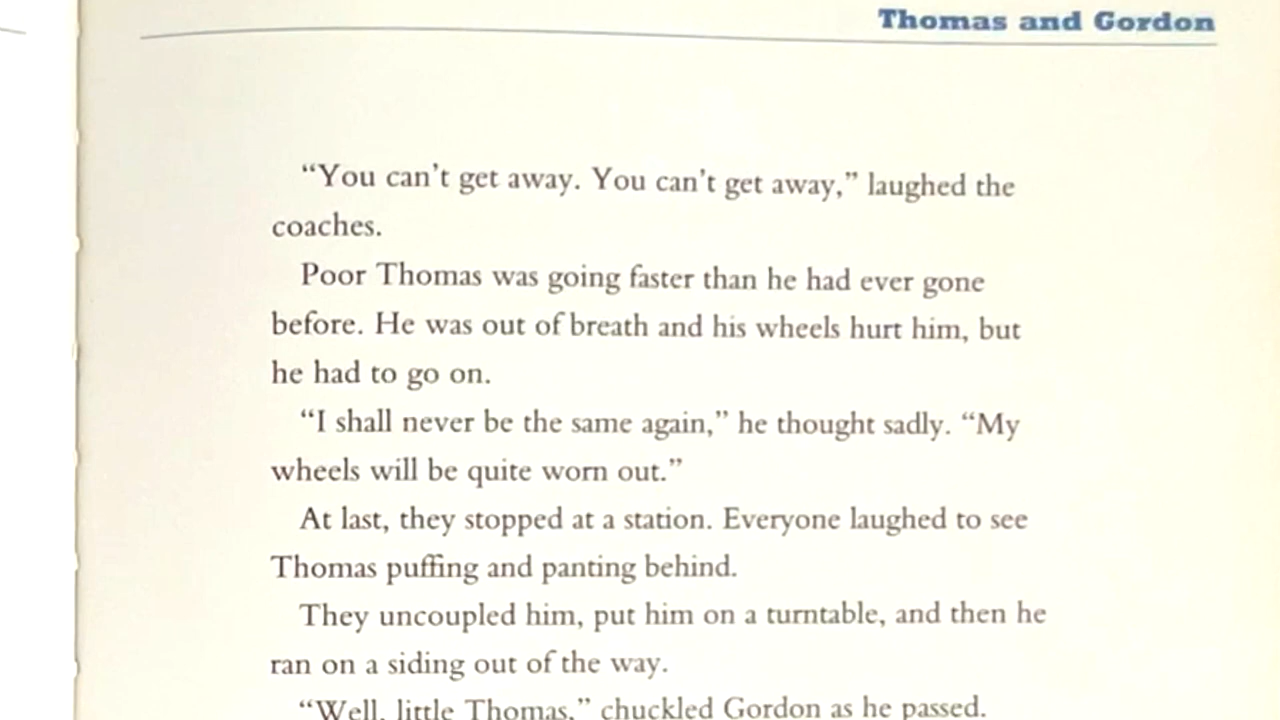 Thomas and Gordon
“You can’t get away. You can’t get away,” laughed the
coaches.
Poor Thomas was going faster than he had ever gone
before. He was out of breath and his wheels hurt him, but
he had to go on.
“I shall never be the same again,” he thought sadly. “My
wheels will be quite worn out.”
At last, they stopped at a station. Everyone laughed to see
Thomas puffing and panting behind.
They uncoupled him, put him on a turntable, and then he
ran on a siding out of the way.
“Well, little Thomas,” chuckled Gordon as he passed.